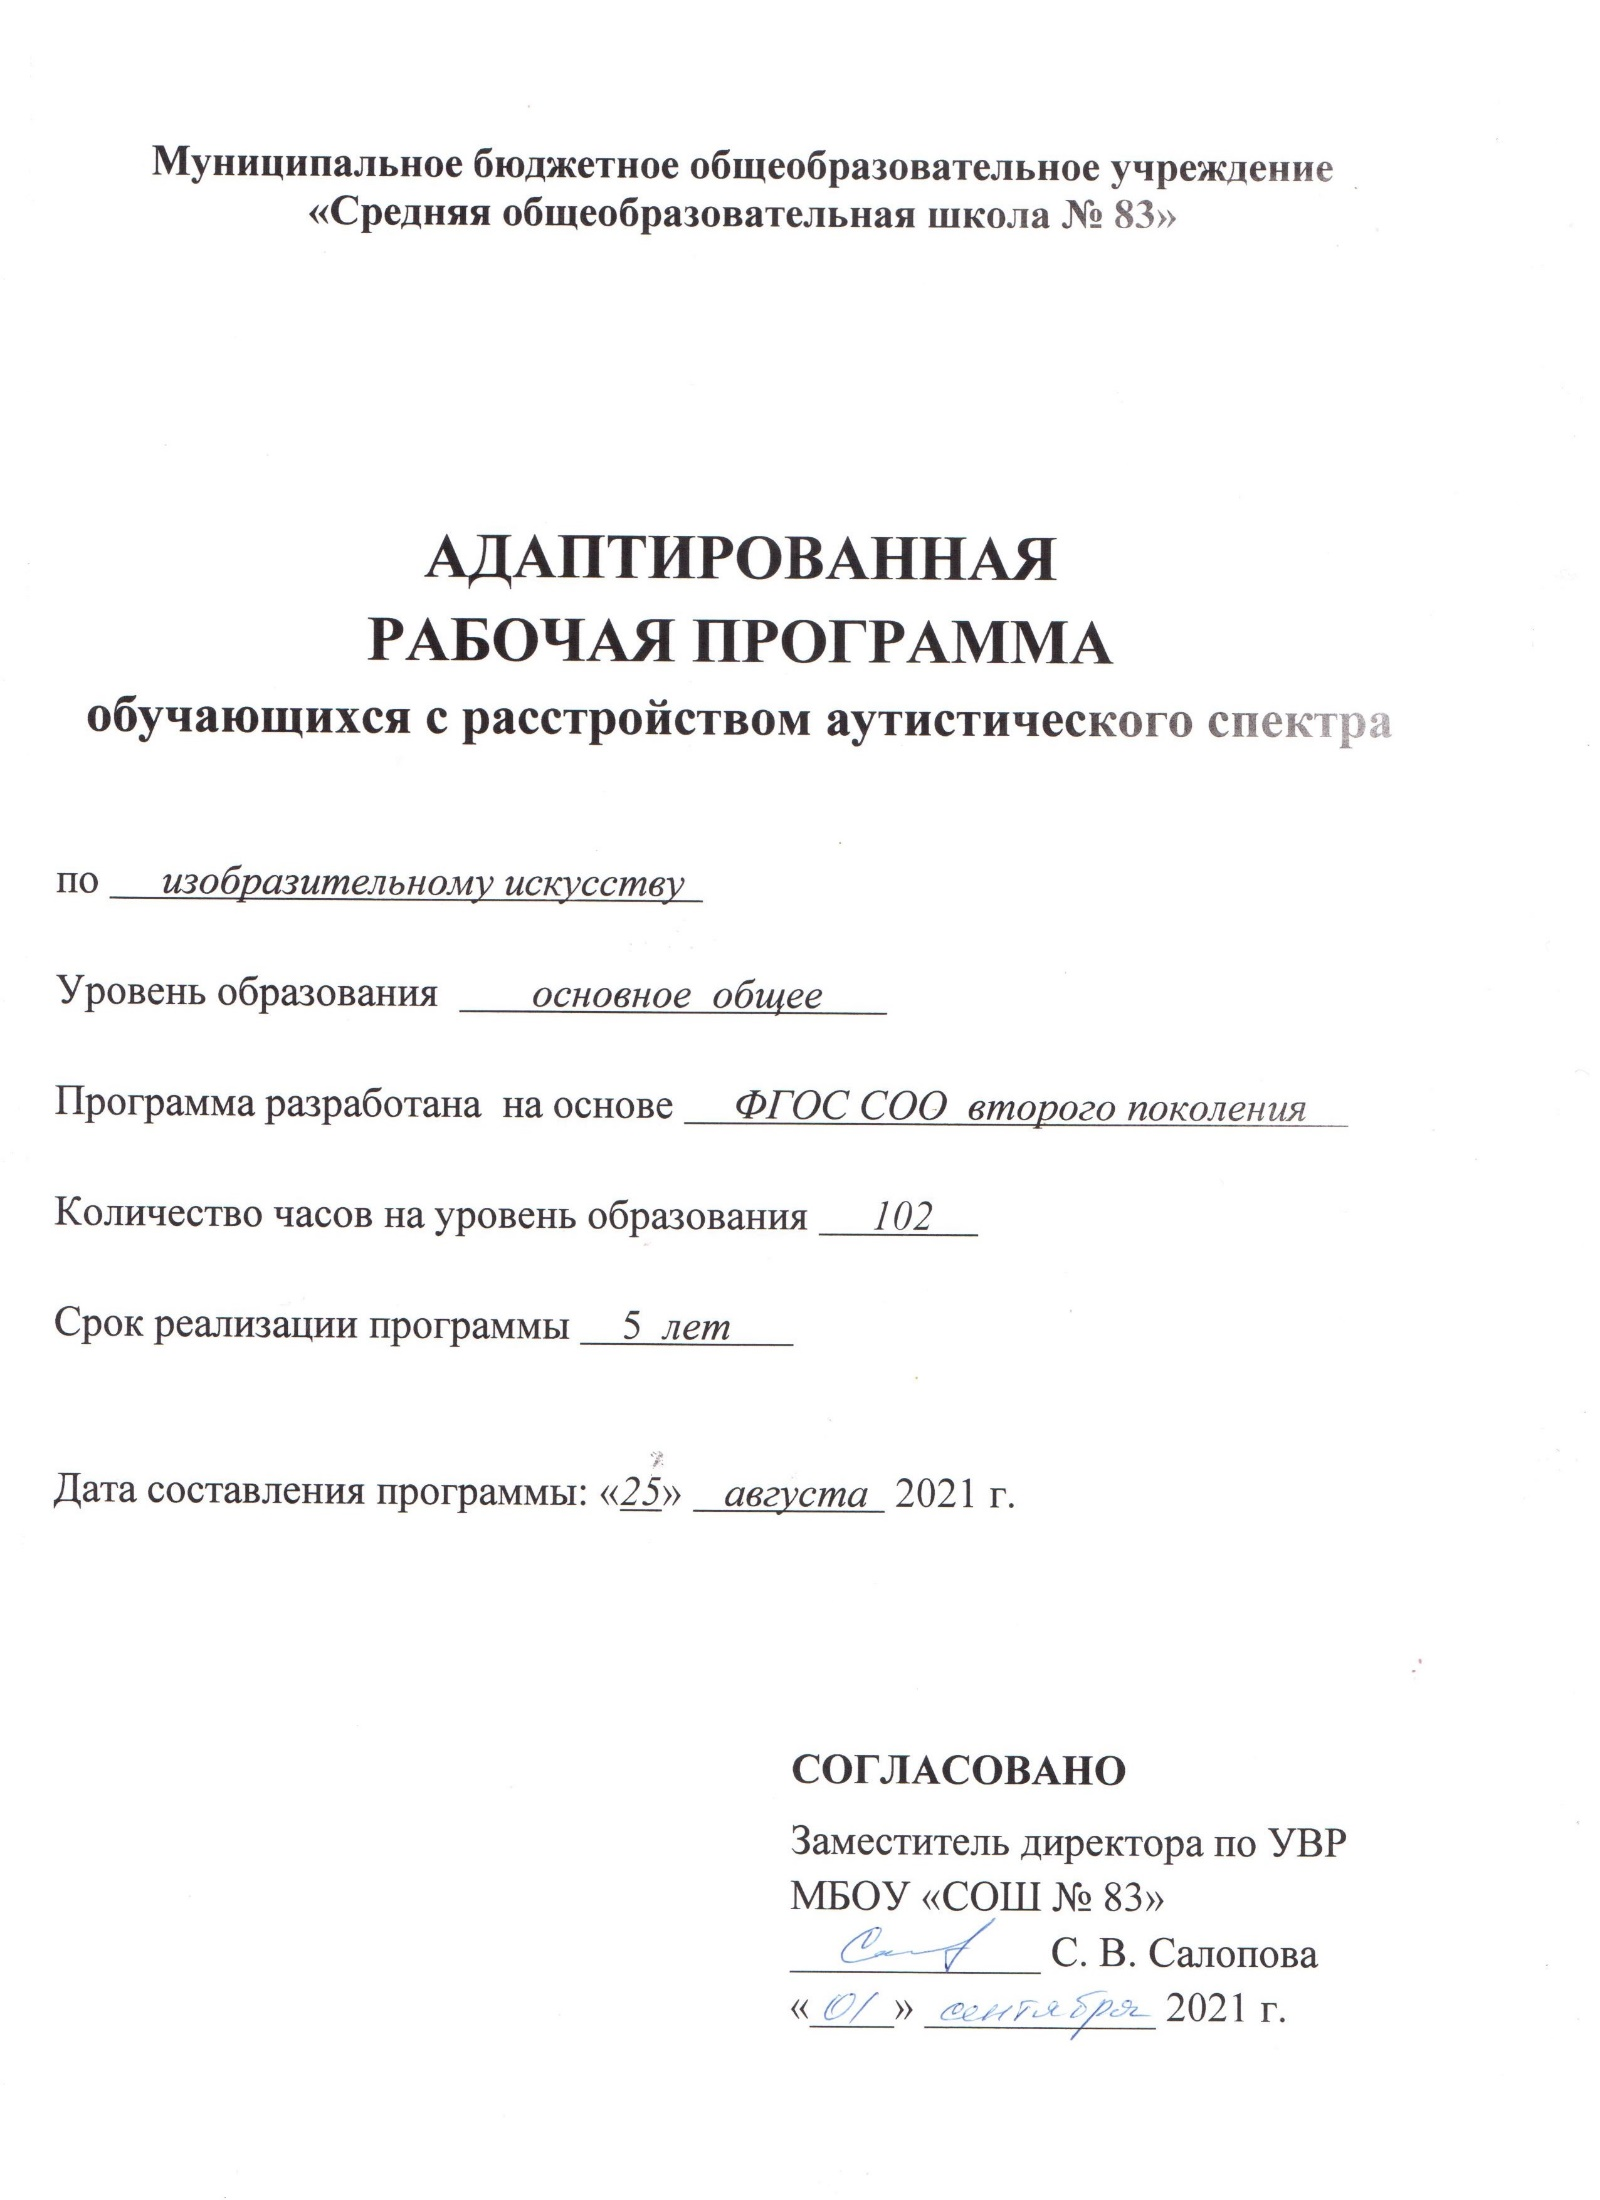 Муниципальное бюджетное общеобразовательное учреждение
«Средняя общеобразовательная школа № 83»
АДАПТИРОВАННАЯ
РАБОЧАЯ ПРОГРАММА
обучающихся с расстройством аутистического спектра
по изобразительному искусству
Уровень образования основное общее
Программа разработана на основе ФГОС СОО второго поколения
Количество часов на уровень образования 102
Срок реализации программы 5 лет
Дата составления программы: «25» августа 2021 г.
СОГЛАСОВАНО
Заместитель директора по УВР
МБОУ «СОШ № 83»
С. В. Салопова
«01» сентября 2021 г.